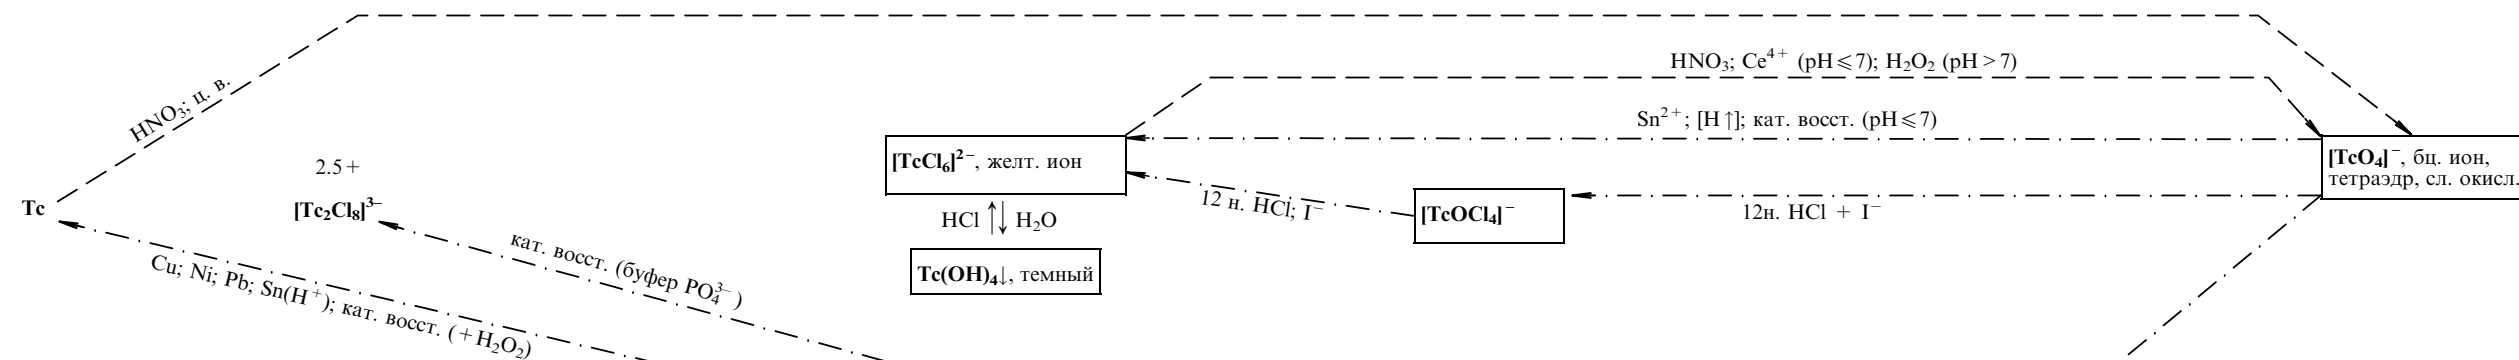 HNO₃; Ce⁴⁺ (pH ⩽ 7); H₂O₂ (pH > 7)
HNO₃; ц. в.
Sn²⁺; [H ↑]; кат. восст. (pH ⩽ 7)
[TcCl₆]²⁻, желт. ион
[TcO₄]⁻, бц. ион,
тетраэдр, сл. окисл.
2.5 +
Tc
[Tc₂Cl₈]³⁻
12 н. HCl; I⁻
[TcOCl₄]⁻
12н. HCl + I⁻
HCl ↑↓ H₂O
Tc(OH)₄↓, темный
кат. восст. (буфер PO₄³⁻)
Cu; Ni; Pb; Sn(H⁺); кат. восст. (+H₂O₂)